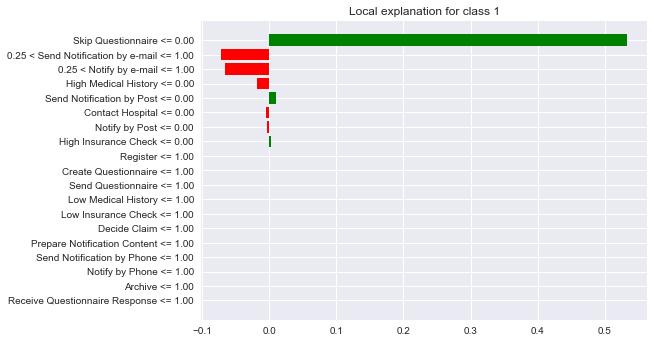 Local explanation for class 1
Skip Questionnaire <= 0.00
0.25 < Send Notification by e-mail <= 1.00
0.25 < Notify by e-mail <= 1.00
High Medical History <= 0.00
Send Notification by Post <= 0.00
Contact Hospital <= 0.00
Notify by Post <= 0.00
High Insurance Check <= 0.00
Register <= 1.00
Create Questionnaire <= 1.00
Send Questionnaire <= 1.00
Low Medical History <= 1.00
Low Insurance Check <= 1.00
Decide Claim <= 1.00
Prepare Notification Content <= 1.00
Send Notification by Phone <= 1.00
Notify by Phone <= 1.00
Archive <= 1.00
Receive Questionnaire Response <= 1.00
−0.1 0.0 0.1 0.2 0.3 0.4 0.5